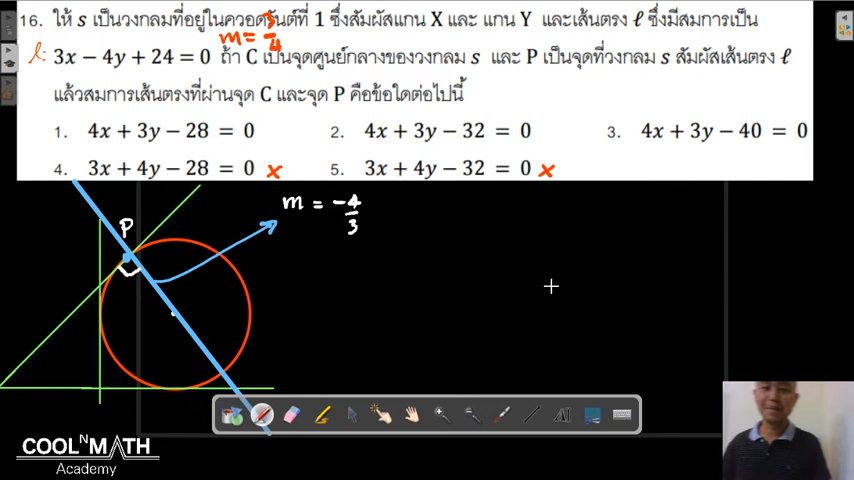 16. ให้ s เป็นวงกลมที่อยู่ในควอดรันต์ที่ 1 ซึ่งสัมผัสแกน X และ แกน Y และเส้นตรง ℓ ซึ่งมีสมการเป็น
m = 3/4
ℓ: 3x − 4y + 24 = 0 ถ้า C เป็นจุดศูนย์กลางของวงกลม s และ P เป็นจุดที่วงกลม s สัมผัสเส้นตรง ℓ
แล้วสมการเส้นตรงที่ผ่านจุด C และจุด P คือข้อใดต่อไปนี้
1. 4x + 3y − 28 = 0 2. 4x + 3y − 32 = 0 3. 4x + 3y − 40 = 0
4. 3x + 4y − 28 = 0 x 5. 3x + 4y − 32 = 0 x
m = −4/3
P
COOL N MATH
Academy